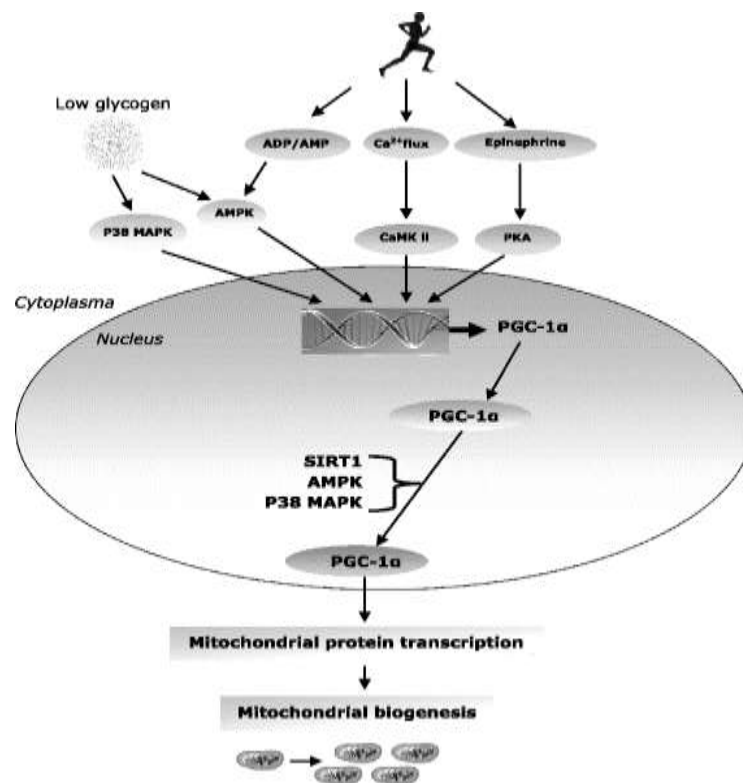 Low glycogen
ADP/AMP
Ca²⁺flux
Epinephrine
P38 MAPK
AMPK
CaMK II
PKA
Cytoplasma
Nucleus
PGC-1α
PGC-1α
SIRT1
AMPK
P38 MAPK
PGC-1α
Mitochondrial protein transcription
Mitochondrial biogenesis